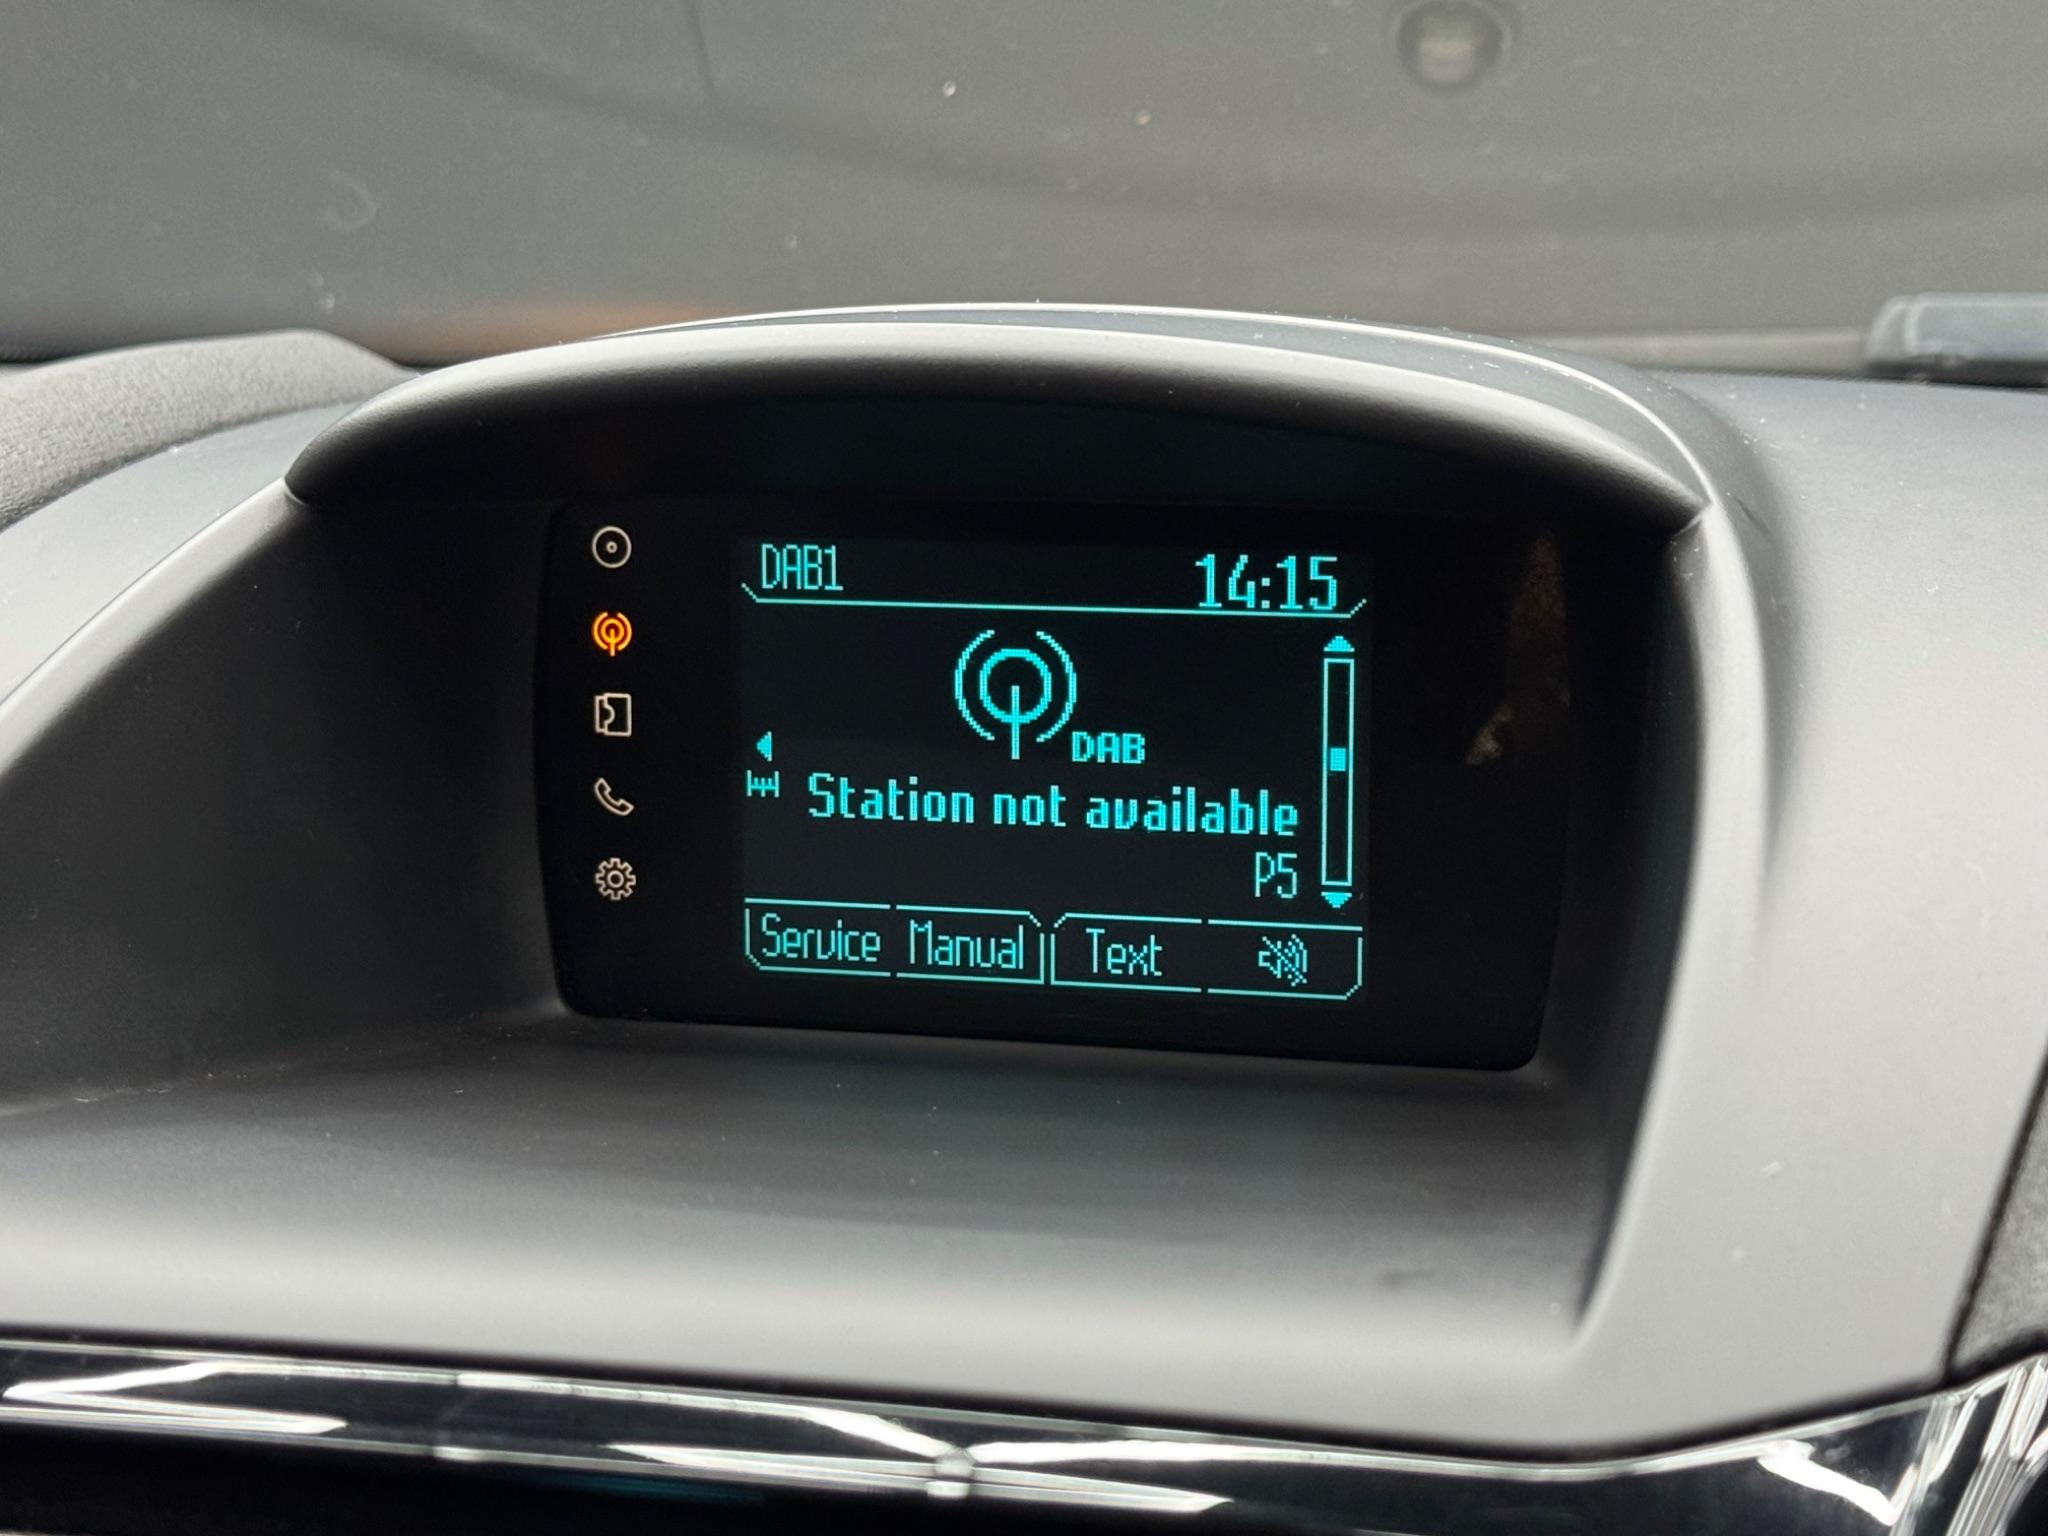 DAB1 14:15
DAB
Station not available
P5
Service Manual Text